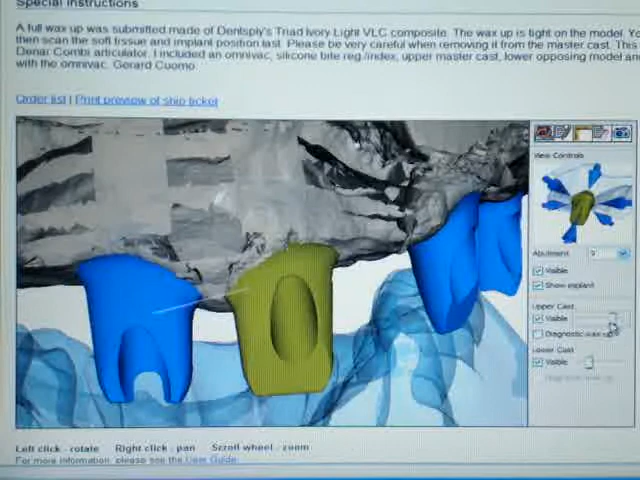 Special Instructions
A full wax up was submitted made of Dentsply's Triad Ivory Light VLC composite. The wax up is tight on the model. Yo
then scan the soft tissue and implant position last. Please be very careful when removing it from the master cast. This
Denar Combi articulator. I included an omnivac, silicone bite reg./index, upper master cast, lower opposing model and
with the omnivac. Gerard Cuomo
Order list | Print preview of ship ticket
View Controls
Abutment 9
Visible
Show implant
Upper Cast
Visible
Diagnostic wax up
Lower Cast
Visible
Left click - rotate Right click - pan Scroll wheel - zoom
For more information, please see the User Guide